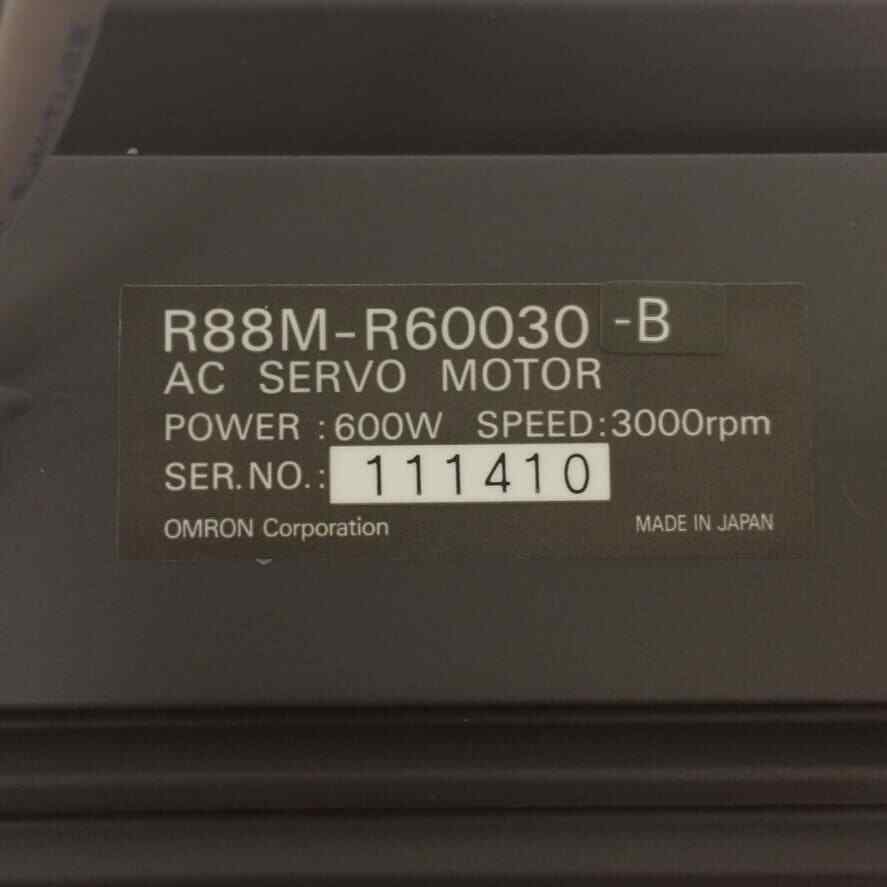 R88M-R60030-B
AC SERVO MOTOR
POWER :600W SPEED:3000rpm
SER.NO.: 111410
OMRON Corporation MADE IN JAPAN